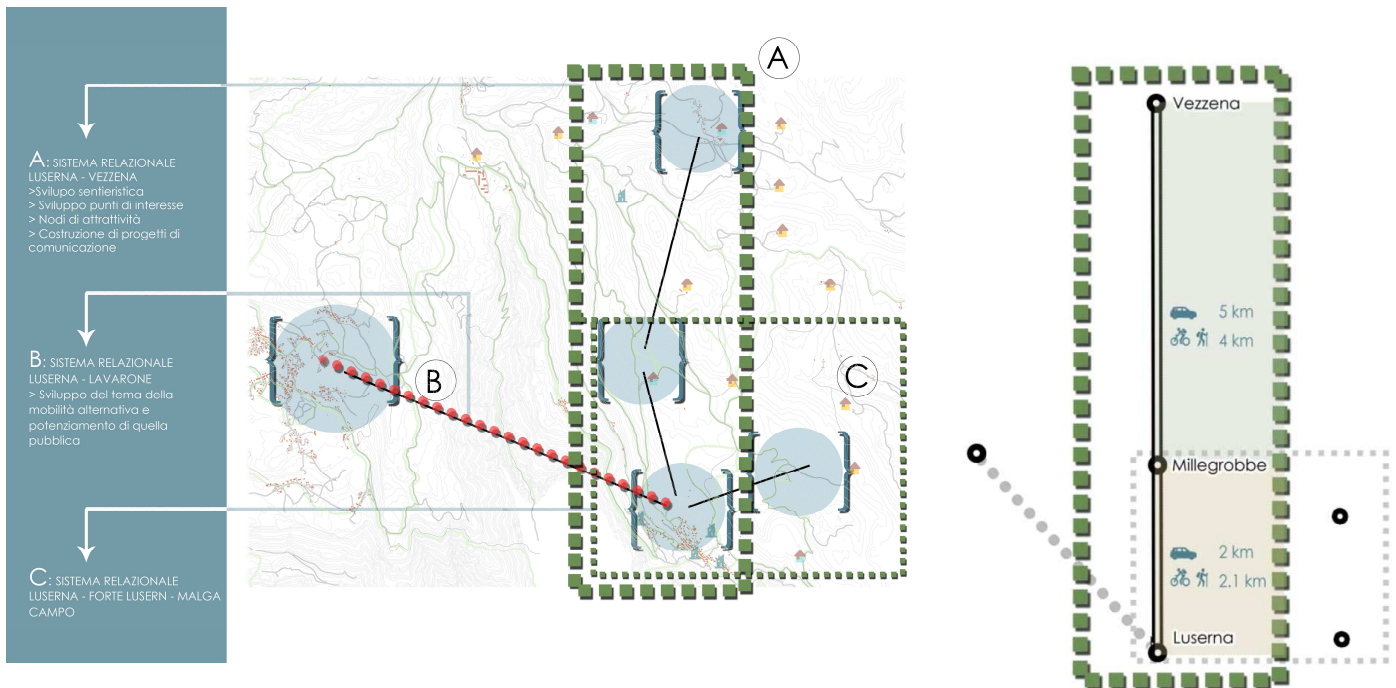 A: SISTEMA RELAZIONALE
LUSERNA - VEZZENA
>Svilupo sentieristica
> Sviluppo punti di interesse
> Nodi di attrattività
> Costruzione di progetti di
comunicazione
B: SISTEMA RELAZIONALE
LUSERNA - LAVARONE
> Sviluppo del tema della
mobilità alternativa e
potenziamento di quella
pubblica
C: SISTEMA RELAZIONALE
LUSERNA - FORTE LUSERN - MALGA
CAMPO
A
B
C
Vezzena
5 km
4 km
Millegrobbe
2 km
2.1 km
Luserna